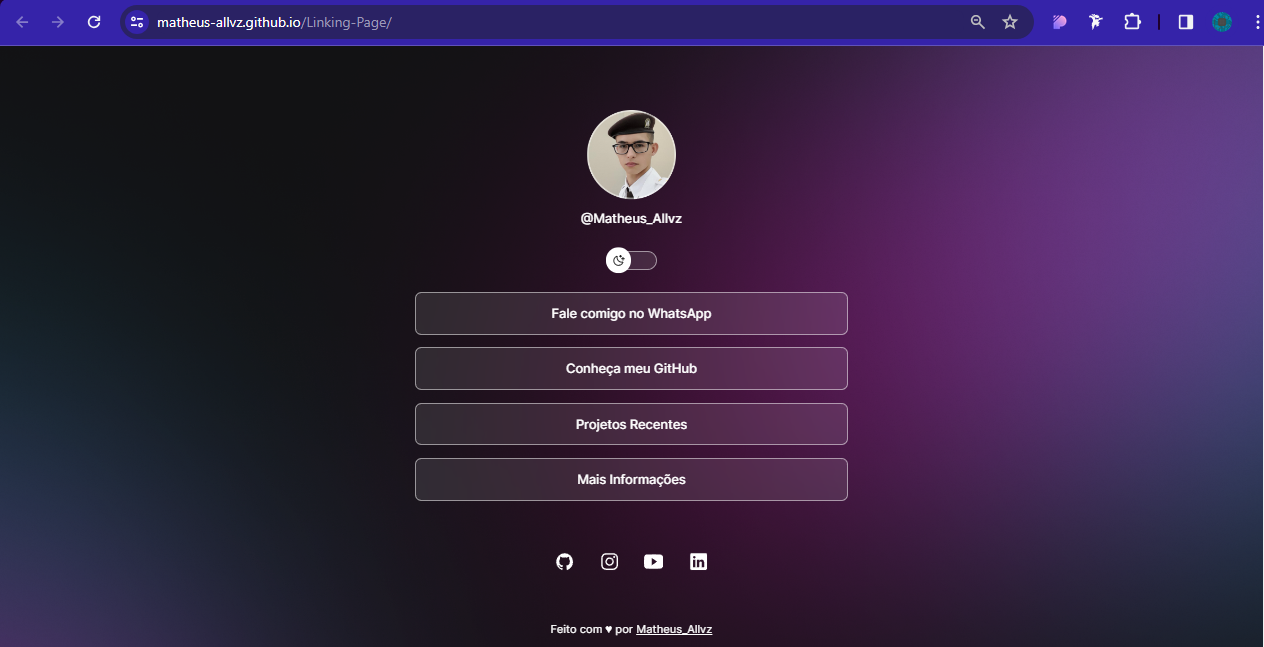 matheus-allvz.github.io/Linking-Page/
@Matheus_Allvz
Fale comigo no WhatsApp
Conheça meu GitHub
Projetos Recentes
Mais Informações
Feito com ♥ por Matheus_Allvz